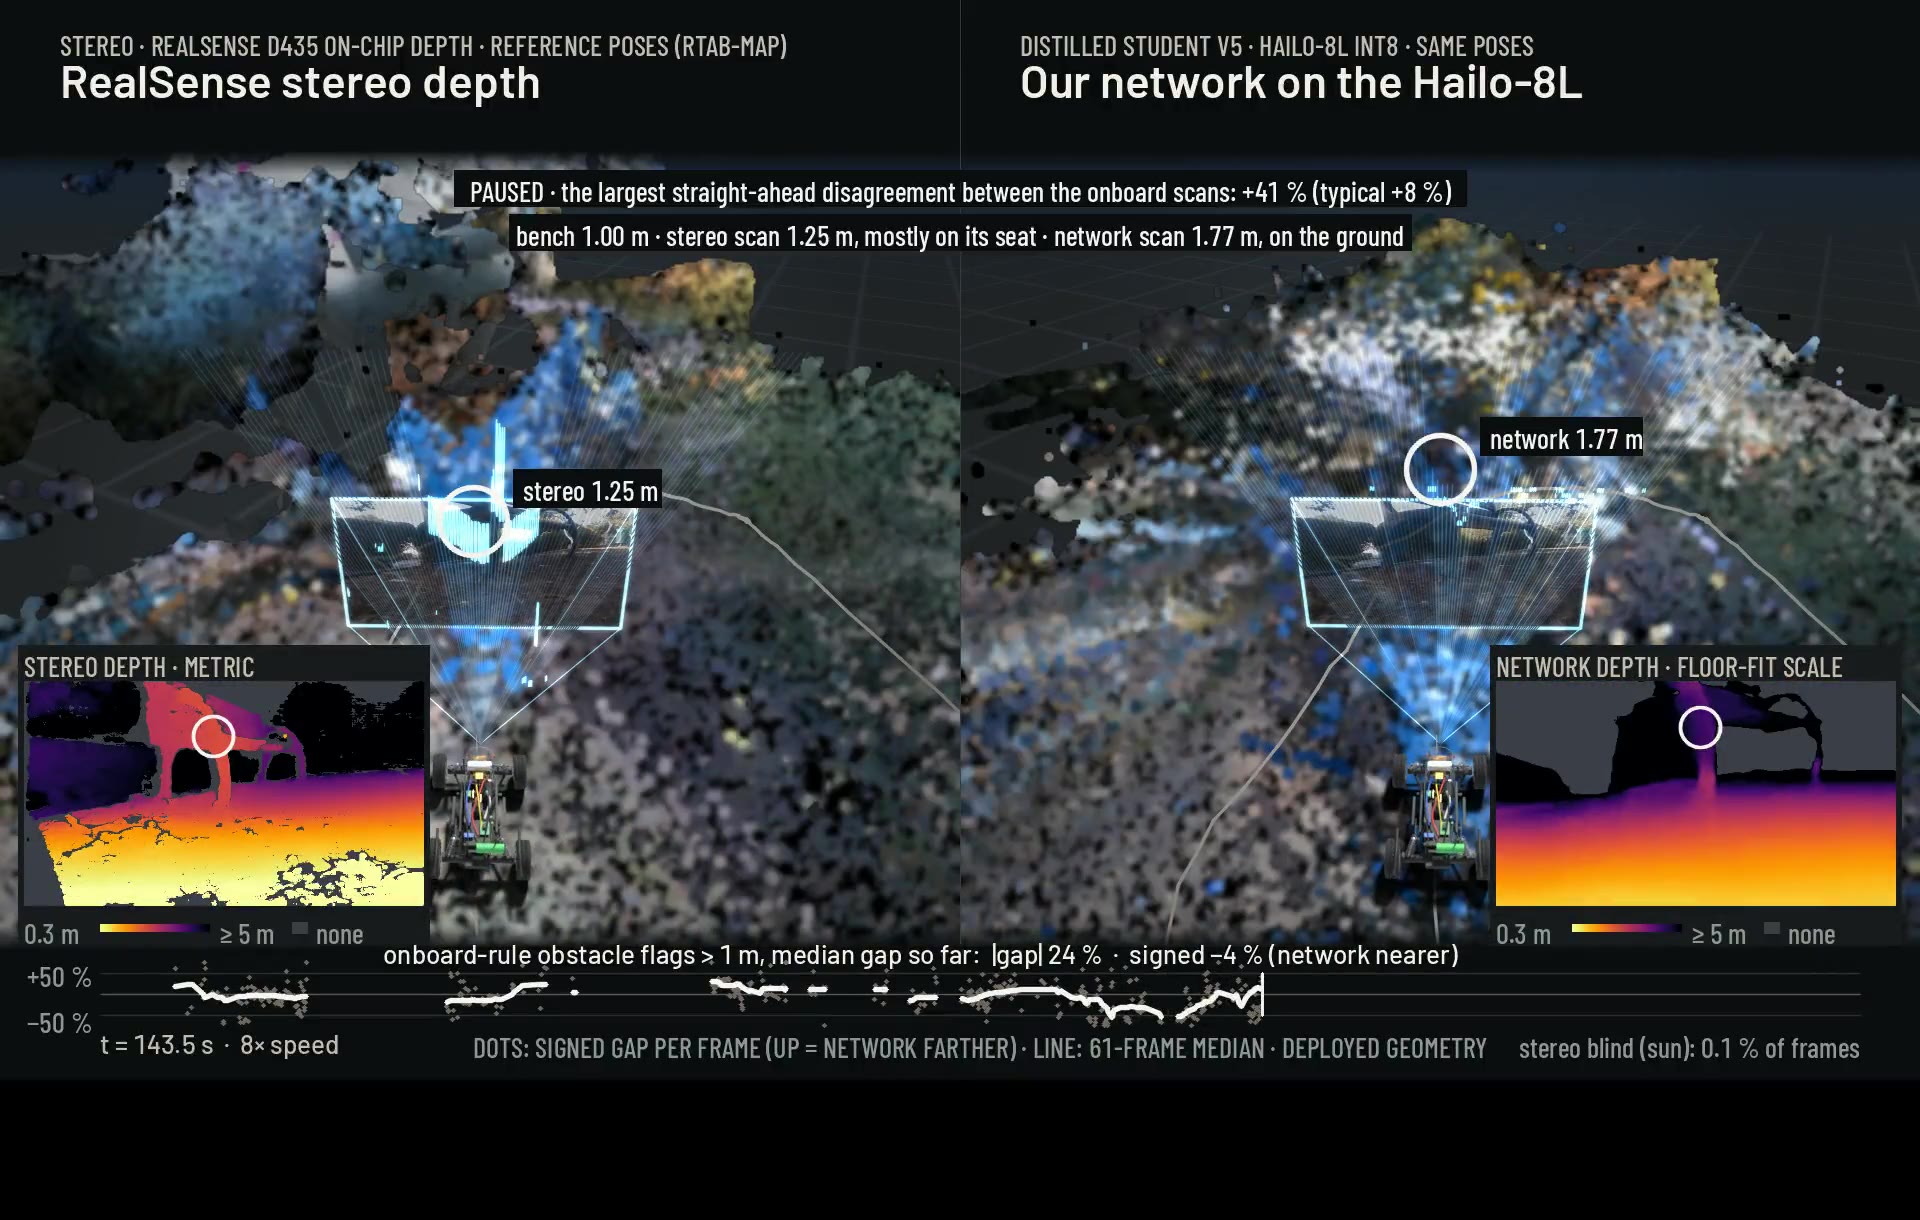 STEREO · REALSENSE D435 ON-CHIP DEPTH · REFERENCE POSES (RTAB-MAP)
RealSense stereo depth
DISTILLED STUDENT V5 · HAILO-8L INT8 · SAME POSES
Our network on the Hailo-8L
PAUSED · the largest straight-ahead disagreement between the onboard scans: +41 % (typical +8 %)
bench 1.00 m · stereo scan 1.25 m, mostly on its seat · network scan 1.77 m, on the ground
network 1.77 m
stereo 1.25 m
STEREO DEPTH · METRIC
0.3 m ≥ 5 m none
NETWORK DEPTH · FLOOR-FIT SCALE
0.3 m ≥ 5 m none
onboard-rule obstacle flags > 1 m, median gap so far: |gap| 24 % · signed −4 % (network nearer)
+50 %
−50 %
t = 143.5 s · 8× speed
DOTS: SIGNED GAP PER FRAME (UP = NETWORK FARTHER) · LINE: 61-FRAME MEDIAN · DEPLOYED GEOMETRY
stereo blind (sun): 0.1 % of frames